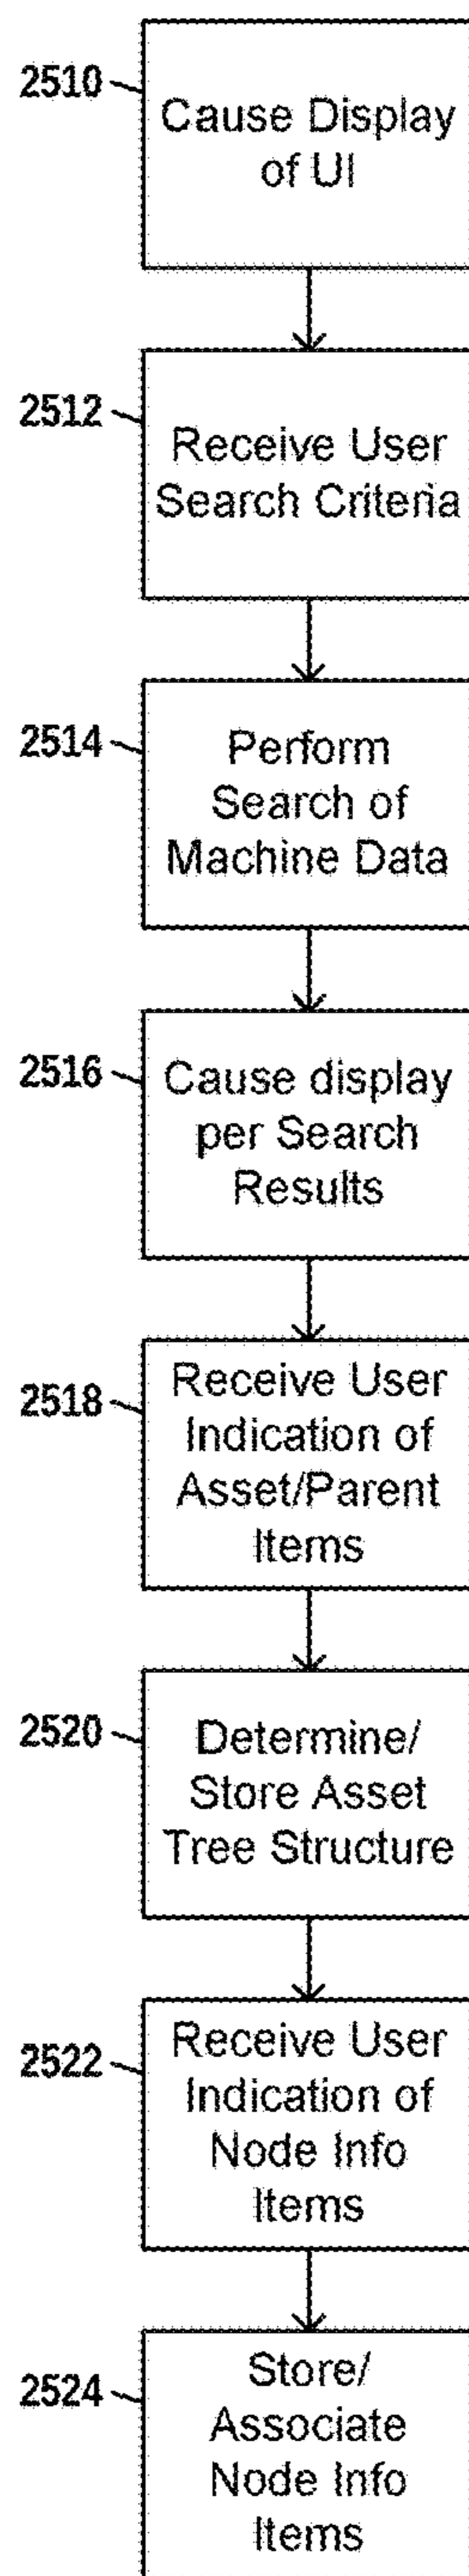 2510
Cause Display
of UI
2512
Receive User
Search Criteria
2514
Perform
Search of
Machine Data
2516
Cause display
per Search
Results
2518
Receive User
Indication of
Asset/Parent
Items
2520
Determine/
Store Asset
Tree Structure
2522
Receive User
Indication of
Node Info
Items
2524
Store/
Associate
Node Info
Items